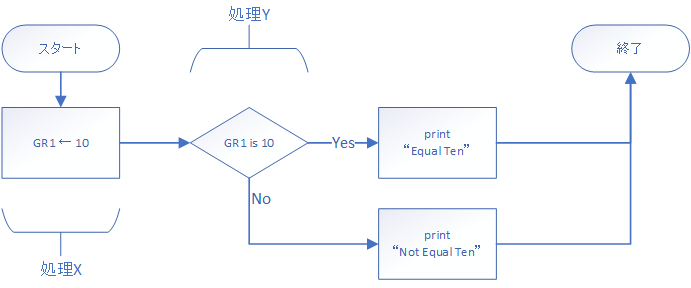 処理Y
スタート
終了
GR1 ← 10
GR1 is 10
Yes
print
“Equal Ten”
No
print
“Not Equal Ten”
処理X